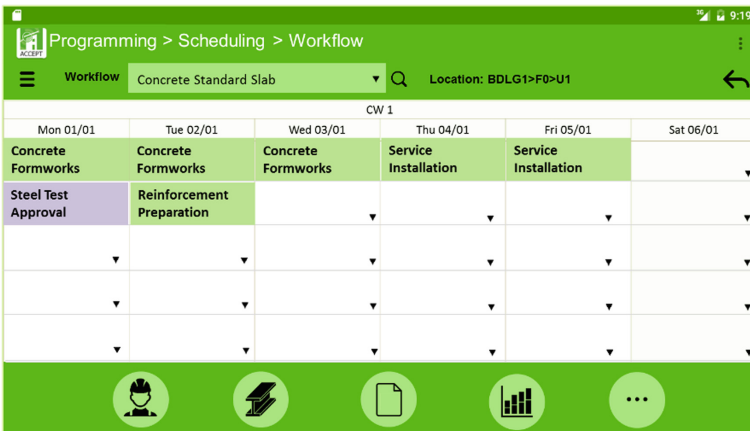 3G 9:19
ACCEPT
Programming > Scheduling > Workflow
Workflow Concrete Standard Slab Location: BDLG1>F0>U1
CW 1
Mon 01/01 Tue 02/01 Wed 03/01 Thu 04/01 Fri 05/01 Sat 06/01
Concrete Concrete Concrete Service Service
Formworks Formworks Formworks Installation Installation
Steel Test Reinforcement
Approval Preparation